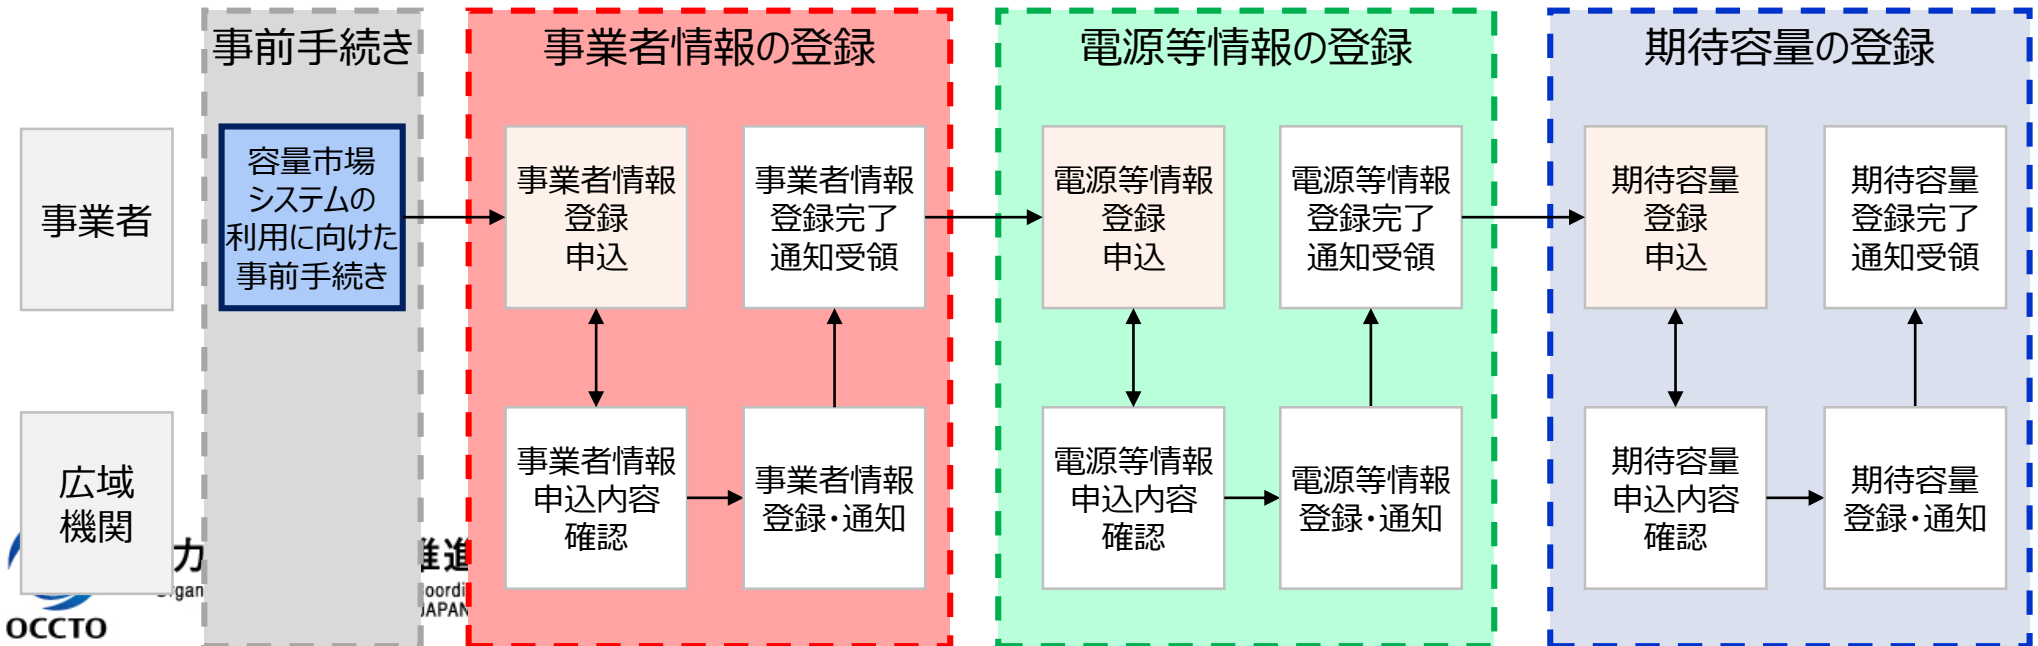 事前手続き
事業者情報の登録
電源等情報の登録
期待容量の登録
事業者
容量市場
システムの
利用に向けた
事前手続き
事業者情報
登録
申込
事業者情報
登録完了
通知受領
電源等情報
登録
申込
電源等情報
登録完了
通知受領
期待容量
登録
申込
期待容量
登録完了
通知受領
広域
機関
事業者情報
申込内容
確認
事業者情報
登録・通知
電源等情報
申込内容
確認
電源等情報
登録・通知
期待容量
申込内容
確認
期待容量
登録・通知
力
推進
JAPAN
OCCTO